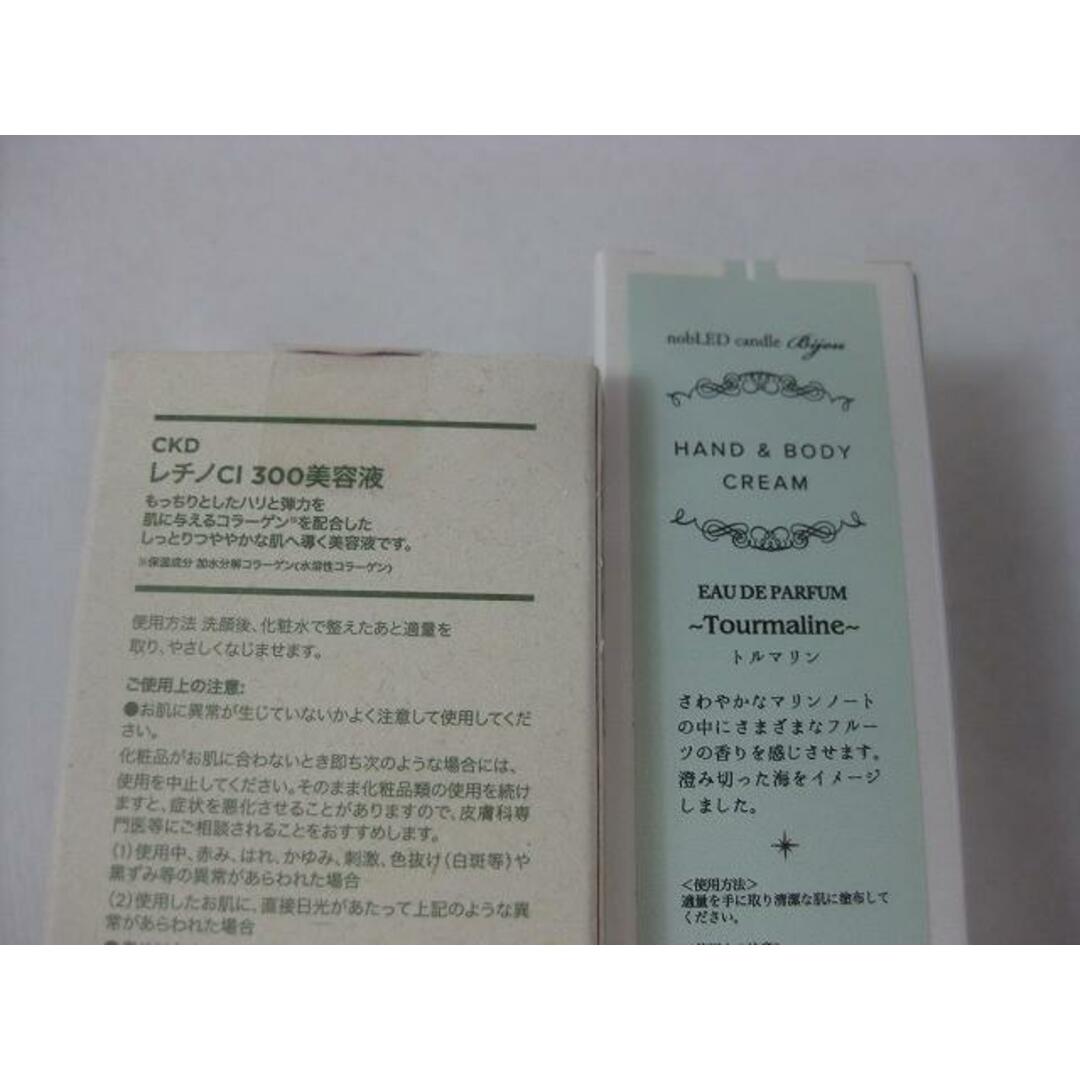 CKD
レチノCI 300美容液
もっちりとしたハリと弾力を
肌に与えるコラーゲン※を配合した
しっとりつややかな肌へ導く美容液です。
※保湿成分 加水分解コラーゲン(水溶性コラーゲン)
使用方法 洗顔後、化粧水で整えたあと適量を
取り、やさしくなじませます。
ご使用上の注意:
●お肌に異常が生じていないかよく注意して使用してくだ
さい。
化粧品がお肌に合わないとき即ち次のような場合には、
使用を中止してください。そのまま化粧品類の使用を続け
ますと、症状を悪化させることがありますので、皮膚科専
門医等にご相談されることをおすすめします。
(1)使用中、赤み、はれ、かゆみ、刺激、色抜け(白斑等)や
黒ずみ等の異常があらわれた場合
(2)使用したお肌に、直接日光があたって上記のような異
常があらわれた場合
nobLED candle Bijou
HAND & BODY
CREAM
EAU DE PARFUM
~Tourmaline~
トルマリン
さわやかなマリンノート
の中にさまざまなフルー
ツの香りを感じさせます。
澄み切った海をイメージ
しました。
<使用方法>
適量を手に取り清潔な肌に塗布して
ください。